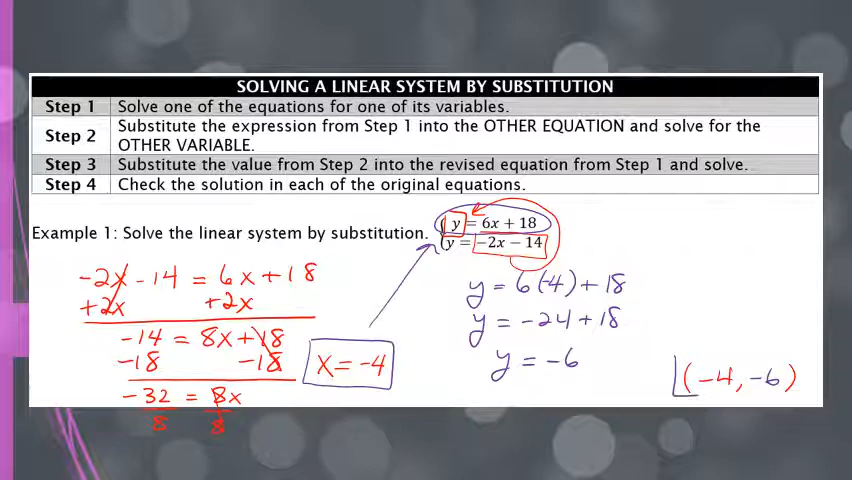 SOLVING A LINEAR SYSTEM BY SUBSTITUTION
Step 1 Solve one of the equations for one of its variables.
Step 2 Substitute the expression from Step 1 into the OTHER EQUATION and solve for the
OTHER VARIABLE.
Step 3 Substitute the value from Step 2 into the revised equation from Step 1 and solve.
Step 4 Check the solution in each of the original equations.
Example 1: Solve the linear system by substitution.
y = 6x + 18
y = −2x − 14
-2x - 14 = 6x + 18
+2x +2x
-14 = 8x + 18
-18 -18
-32 = 8x
8 8
x = -4
y = 6(-4) + 18
y = -24 + 18
y = -6
(-4, -6)